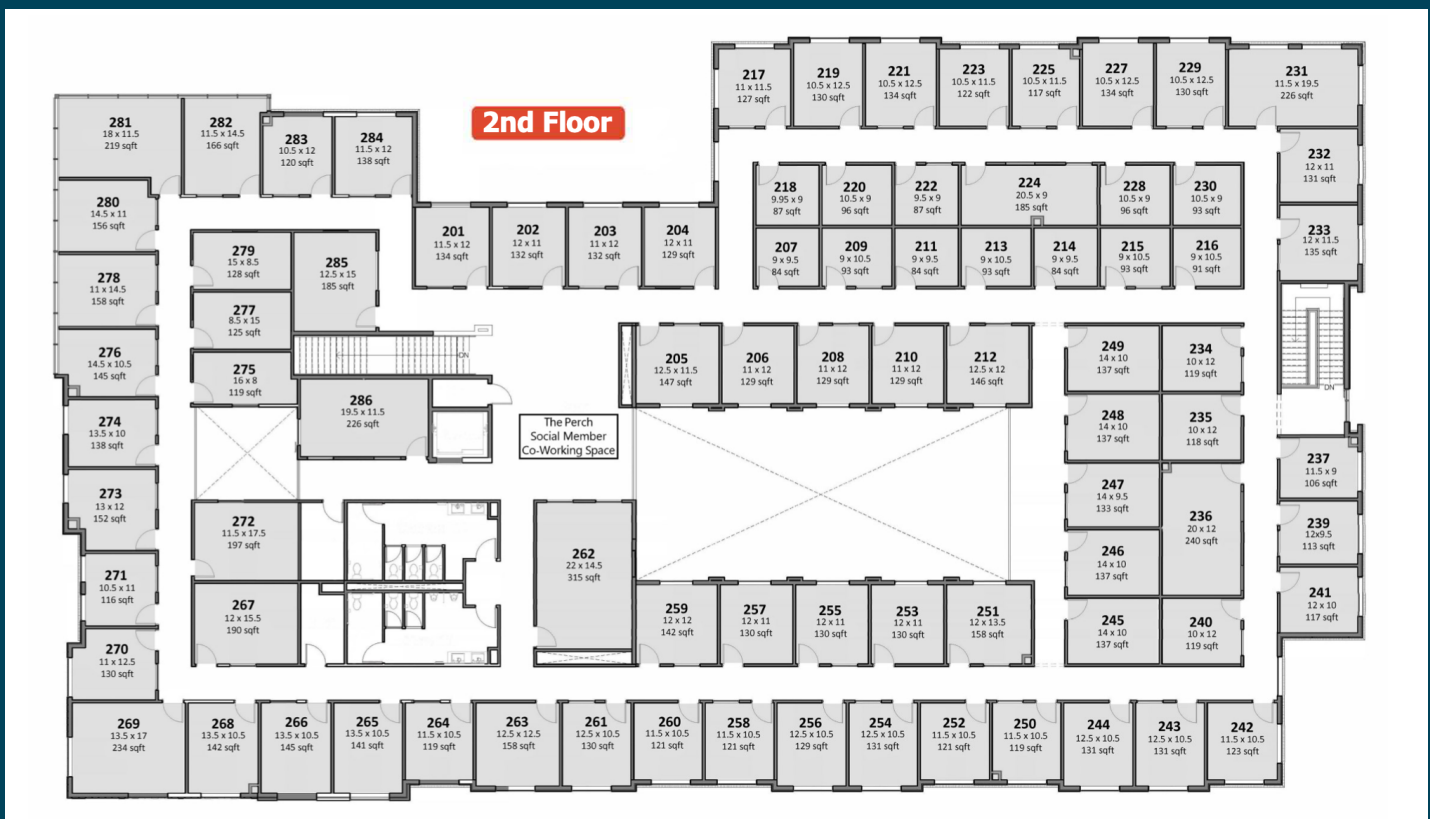 2nd Floor
217
11 x 11.5
127 sqft
219
10.5 x 12.5
130 sqft
221
10.5 x 12.5
134 sqft
223
10.5 x 11.5
122 sqft
225
10.5 x 11.5
117 sqft
227
10.5 x 12.5
134 sqft
229
10.5 x 12.5
130 sqft
231
11.5 x 19.5
226 sqft
281
18 x 11.5
219 sqft
282
11.5 x 14.5
166 sqft
283
10.5 x 12
120 sqft
284
11.5 x 12
138 sqft
232
12 x 11
131 sqft
218
9.95 x 9
87 sqft
220
10.5 x 9
96 sqft
222
9.5 x 9
87 sqft
224
20.5 x 9
185 sqft
228
10.5 x 9
96 sqft
230
10.5 x 9
93 sqft
280
14.5 x 11
156 sqft
201
11.5 x 12
134 sqft
202
12 x 11
132 sqft
203
11 x 12
132 sqft
204
12 x 11
129 sqft
207
9 x 9.5
84 sqft
209
9 x 10.5
93 sqft
211
9 x 9.5
84 sqft
213
9 x 10.5
93 sqft
214
9 x 9.5
84 sqft
215
9 x 10.5
93 sqft
216
9 x 10.5
91 sqft
233
12 x 11.5
135 sqft
279
15 x 8.5
128 sqft
285
12.5 x 15
185 sqft
278
11 x 14.5
158 sqft
277
8.5 x 15
125 sqft
276
14.5 x 10.5
145 sqft
275
16 x 8
119 sqft
DN
205
12.5 x 11.5
147 sqft
206
11 x 12
129 sqft
208
11 x 12
129 sqft
210
11 x 12
129 sqft
212
12.5 x 12
146 sqft
249
14 x 10
137 sqft
234
10 x 12
119 sqft
DN
286
19.5 x 11.5
226 sqft
The Perch
Social Member
Co-Working Space
274
13.5 x 10
138 sqft
248
14 x 10
137 sqft
235
10 x 12
118 sqft
237
11.5 x 9
106 sqft
273
13 x 12
152 sqft
247
14 x 9.5
133 sqft
236
20 x 12
240 sqft
239
12x9.5
113 sqft
272
11.5 x 17.5
197 sqft
262
22 x 14.5
315 sqft
246
14 x 10
137 sqft
271
10.5 x 11
116 sqft
267
12 x 15.5
190 sqft
259
12 x 12
142 sqft
257
12 x 11
130 sqft
255
12 x 11
130 sqft
253
12 x 11
130 sqft
251
12 x 13.5
158 sqft
245
14 x 10
137 sqft
240
10 x 12
119 sqft
241
12 x 10
117 sqft
270
11 x 12.5
130 sqft
269
13.5 x 17
234 sqft
268
13.5 x 10.5
142 sqft
266
13.5 x 10.5
145 sqft
265
13.5 x 10.5
141 sqft
264
11.5 x 10.5
119 sqft
263
12.5 x 12.5
158 sqft
261
12.5 x 10.5
130 sqft
260
11.5 x 10.5
121 sqft
258
11.5 x 10.5
121 sqft
256
12.5 x 10.5
129 sqft
254
12.5 x 10.5
131 sqft
252
11.5 x 10.5
121 sqft
250
11.5 x 10.5
119 sqft
244
12.5 x 10.5
131 sqft
243
12.5 x 10.5
131 sqft
242
11.5 x 10.5
123 sqft